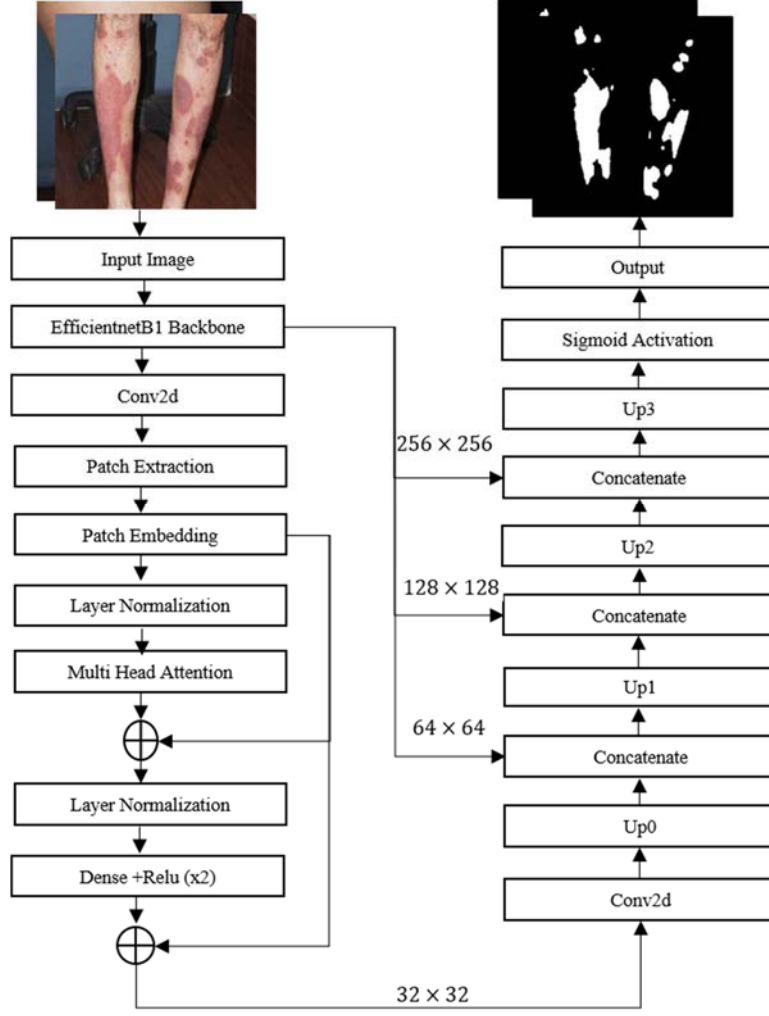 Input Image
EfficientnetB1 Backbone
Conv2d
Patch Extraction
Patch Embedding
Layer Normalization
Multi Head Attention
Layer Normalization
Dense +Relu (x2)
32 × 32
256 × 256
128 × 128
64 × 64
Output
Sigmoid Activation
Up3
Concatenate
Up2
Concatenate
Up1
Concatenate
Up0
Conv2d